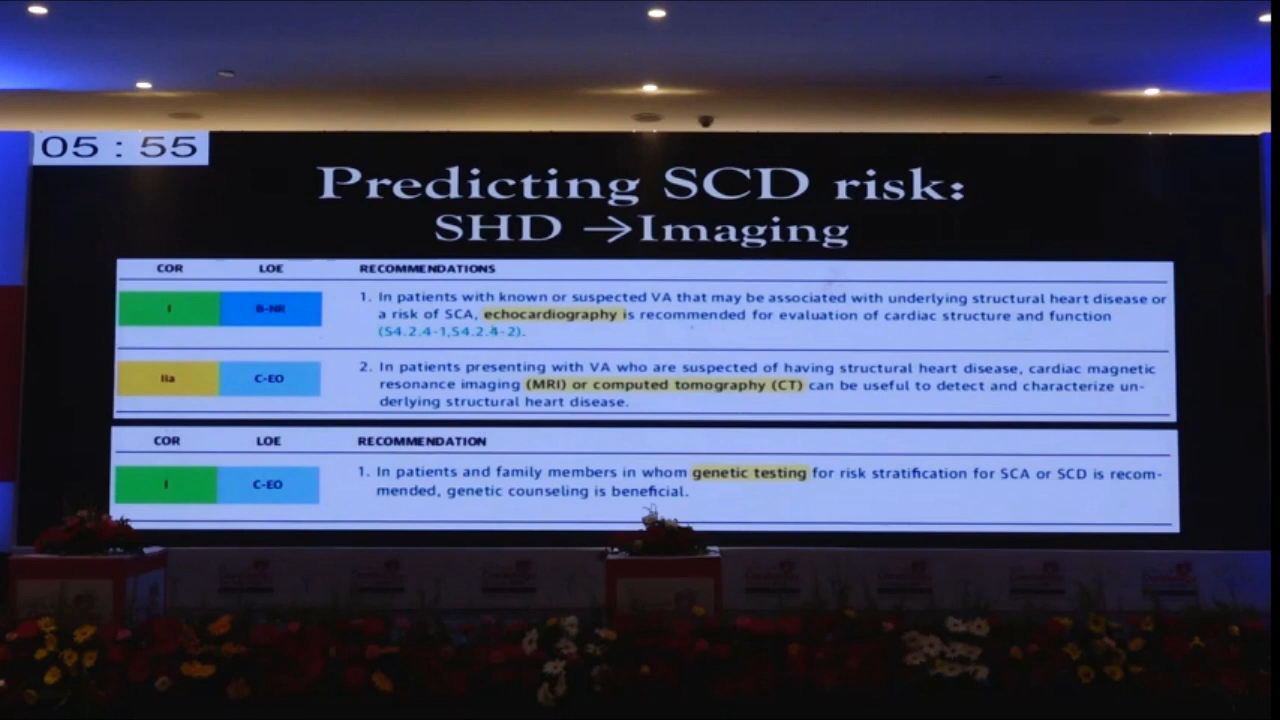 05 : 55
Predicting SCD risk:
SHD →Imaging
COR LOE RECOMMENDATIONS
I B-NR 1. In patients with known or suspected VA that may be associated with underlying structural heart disease or
a risk of SCA, echocardiography is recommended for evaluation of cardiac structure and function
(S4.2.4-1,S4.2.4-2).
IIa C-EO 2. In patients presenting with VA who are suspected of having structural heart disease, cardiac magnetic
resonance imaging (MRI) or computed tomography (CT) can be useful to detect and characterize un-
derlying structural heart disease.
COR LOE RECOMMENDATION
I C-EO 1. In patients and family members in whom genetic testing for risk stratification for SCA or SCD is recom-
mended, genetic counseling is beneficial.